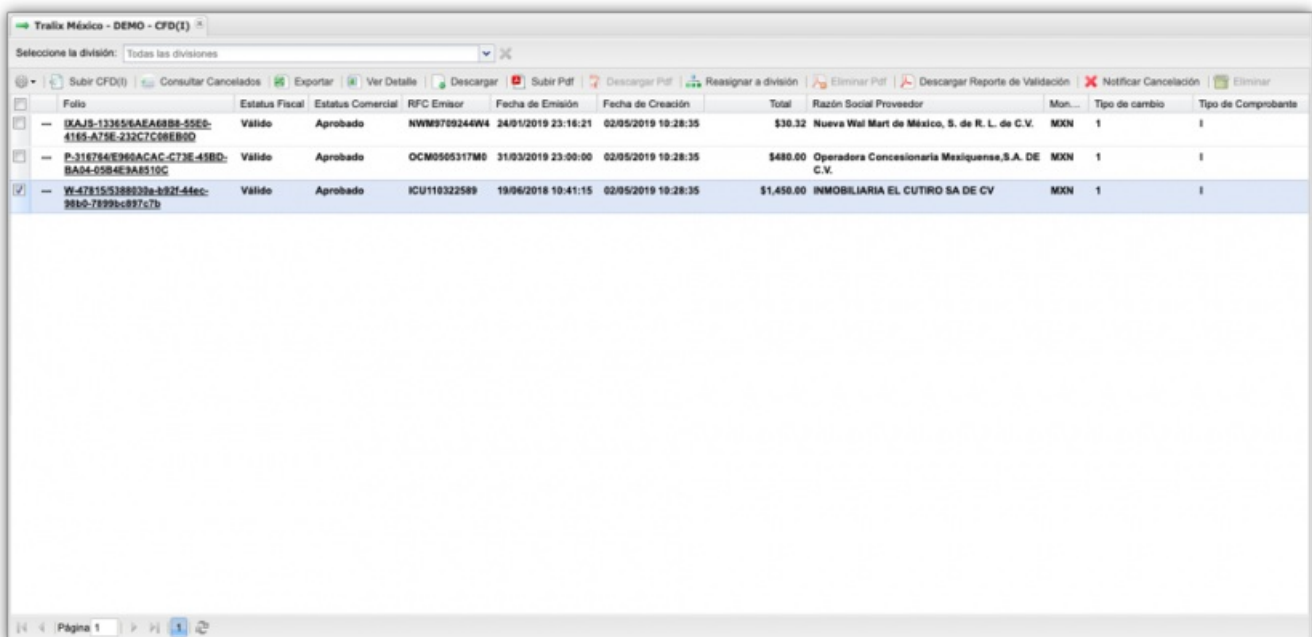 Tralix México - DEMO - CFD(I)
Seleccione la división: Todas las divisiones
Subir CFD(I) Consultar Cancelados Exportar Ver Detalle Descargar Subir Pdf Descargar Pdf Reasignar a división Eliminar Pdf Descargar Reporte de Validación Notificar Cancelación Eliminar
Folio Estatus Fiscal Estatus Comercial RFC Emisor Fecha de Emisión Fecha de Creación Total Razón Social Proveedor Mon... Tipo de cambio Tipo de Comprobante
IXAJS-13365/6AEA68B8-55E0- Válido Aprobado NWM9709244W4 24/01/2019 23:16:21 02/05/2019 10:28:35 $30.32 Nueva Wal Mart de México, S. de R. L. de C.V. MXN 1 I
4165-A75E-232C7C08EB0D
P-316764/E960ACAC-C73E-45BD- Válido Aprobado OCM0505317M0 31/03/2019 23:00:00 02/05/2019 10:28:35 $480.00 Operadora Concesionaria Mexiquense,S.A. DE MXN 1 I
BA04-05B4E9A8510C C.V.
W-47815/5388030a-b92f-44ec- Válido Aprobado ICU110322589 19/06/2018 10:41:15 02/05/2019 10:28:35 $1,450.00 INMOBILIARIA EL CUTIRO SA DE CV MXN 1 I
98b0-7899bc897c7b
Página 1 1